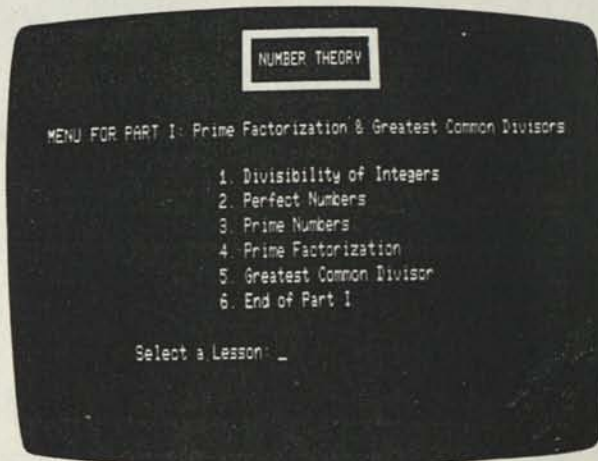 NUMBER THEORY
MENU FOR PART I: Prime Factorization & Greatest Common Divisors
1. Divisibility of Integers
2. Perfect Numbers
3. Prime Numbers
4. Prime Factorization
5. Greatest Common Divisor
6. End of Part I
Select a Lesson: _